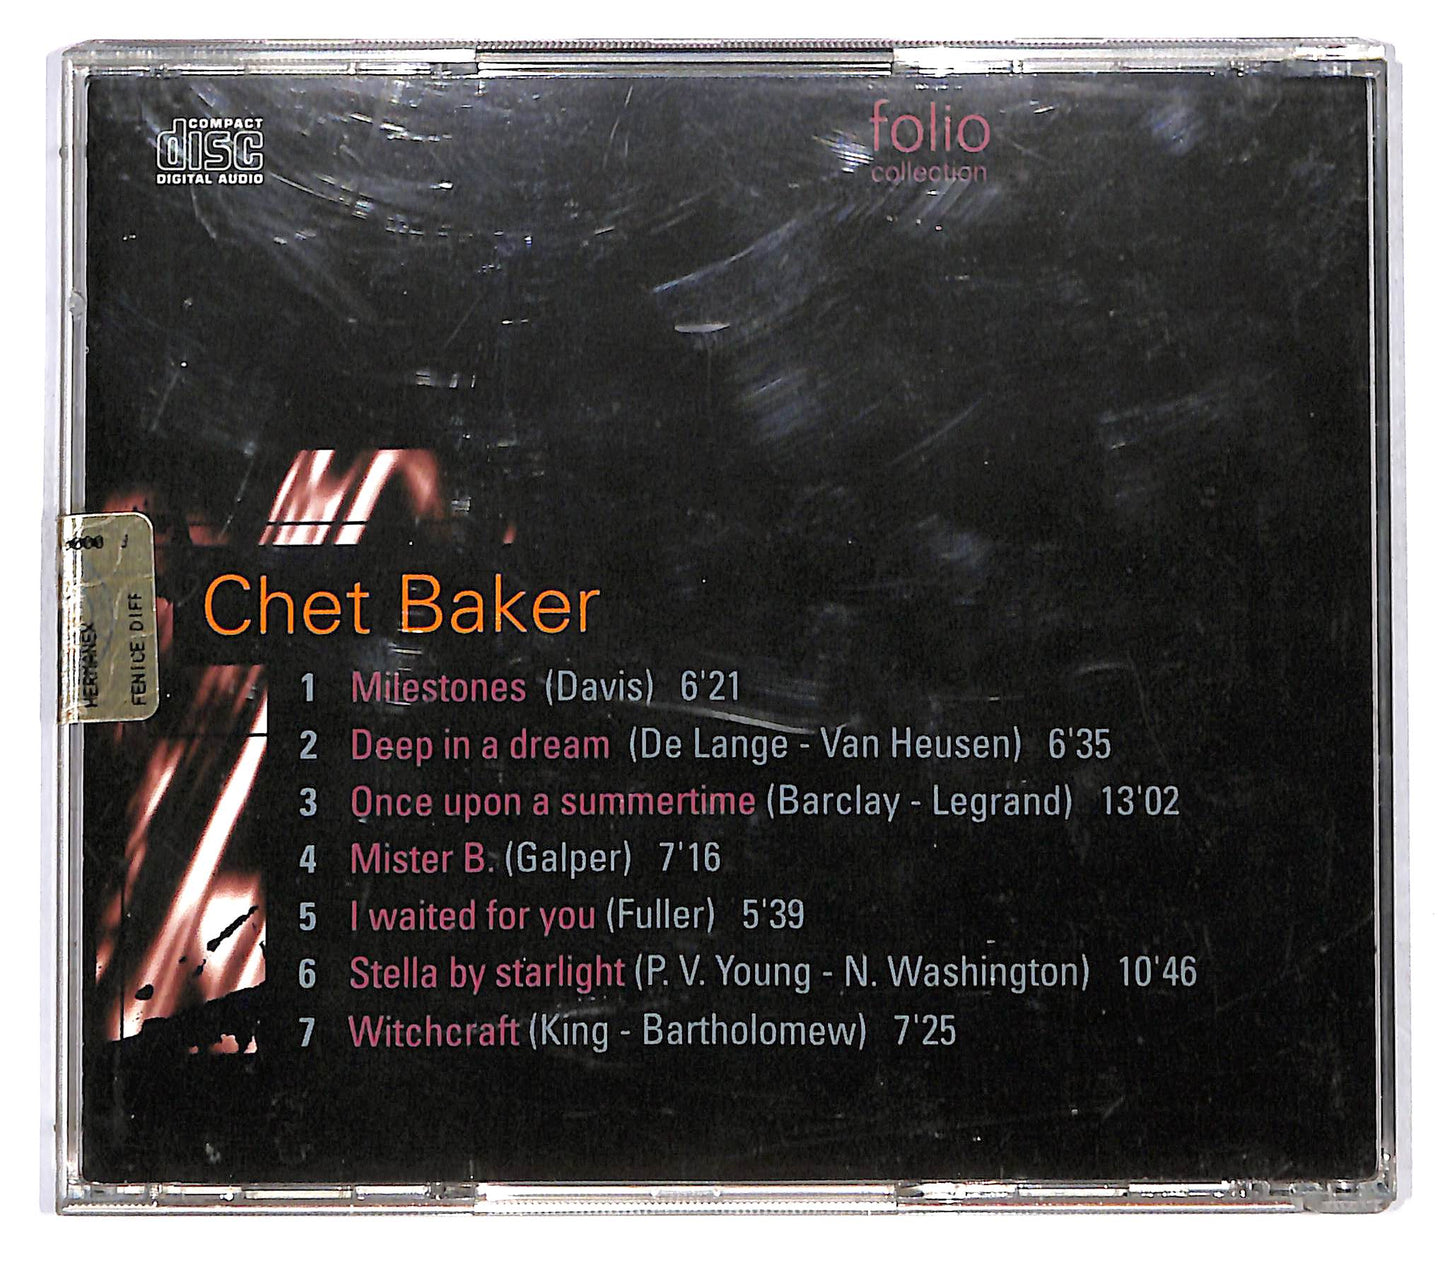 COMPACT
disc
DIGITAL AUDIO
folio
collection
HERMANEX
FENICE DIFF
Chet Baker
1 Milestones (Davis) 6'21
2 Deep in a dream (De Lange - Van Heusen) 6'35
3 Once upon a summertime (Barclay - Legrand) 13'02
4 Mister B. (Galper) 7'16
5 I waited for you (Fuller) 5'39
6 Stella by starlight (P. V. Young - N. Washington) 10'46
7 Witchcraft (King - Bartholomew) 7'25